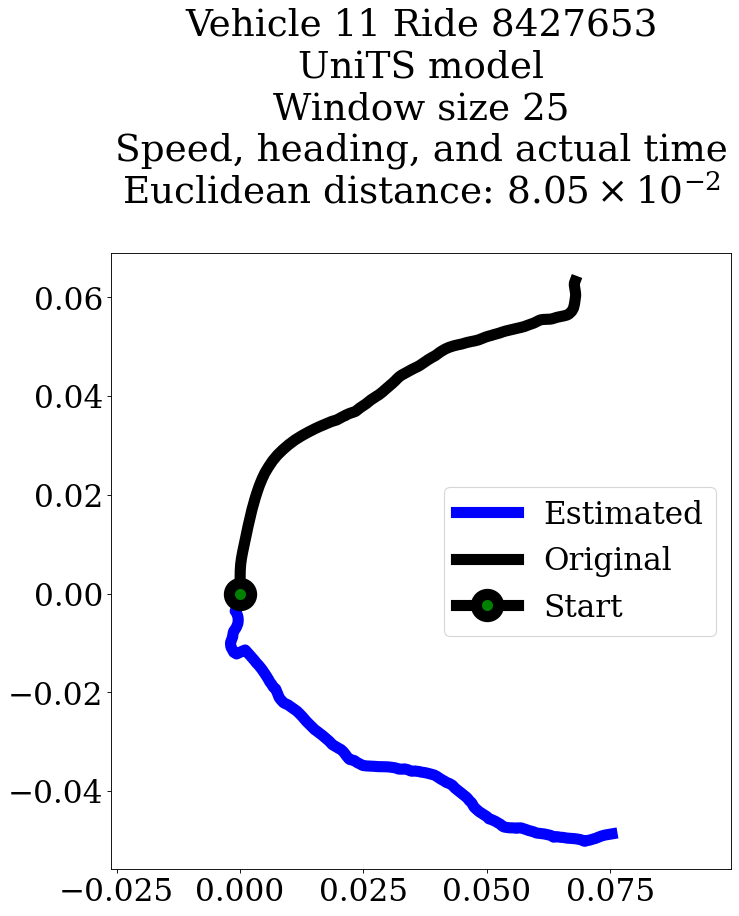 Vehicle 11 Ride 8427653
UniTS model
Window size 25
Speed, heading, and actual time
Euclidean distance: 8.05 × 10⁻²
0.06
0.04
0.02
0.00
−0.02
−0.04
Estimated
Original
Start
−0.025 0.000 0.025 0.050 0.075